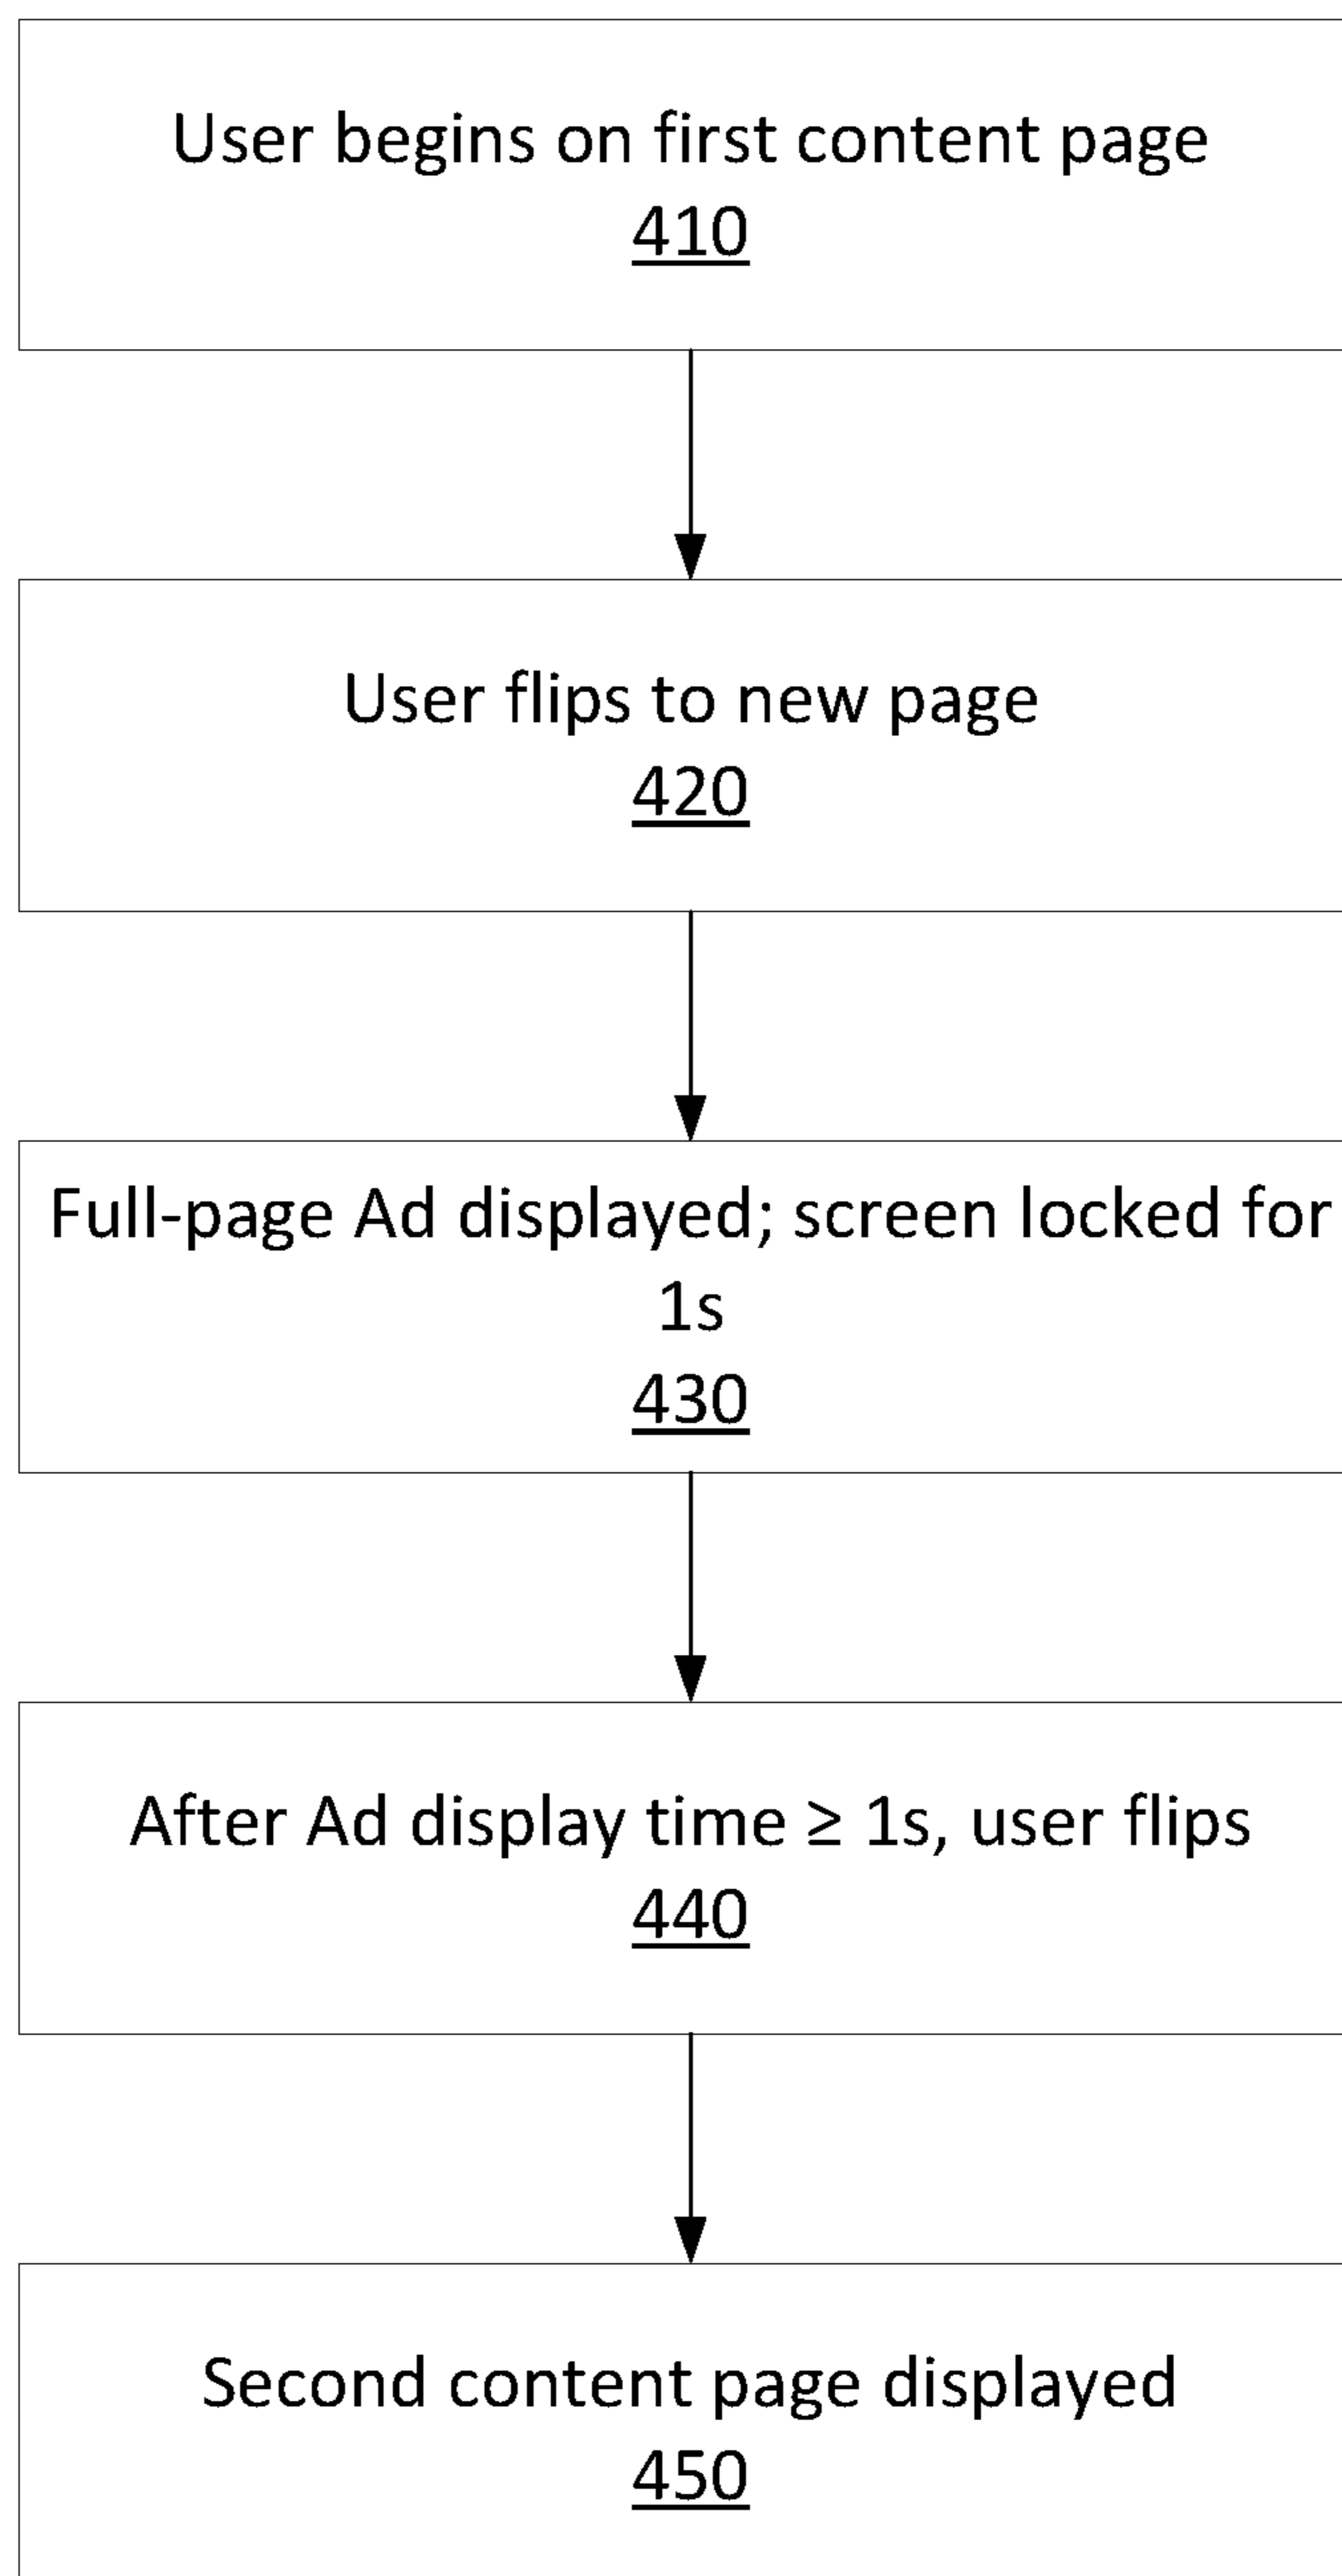 User begins on first content page
410
User flips to new page
420
Full-page Ad displayed; screen locked for
1s
430
After Ad display time ≥ 1s, user flips
440
Second content page displayed
450